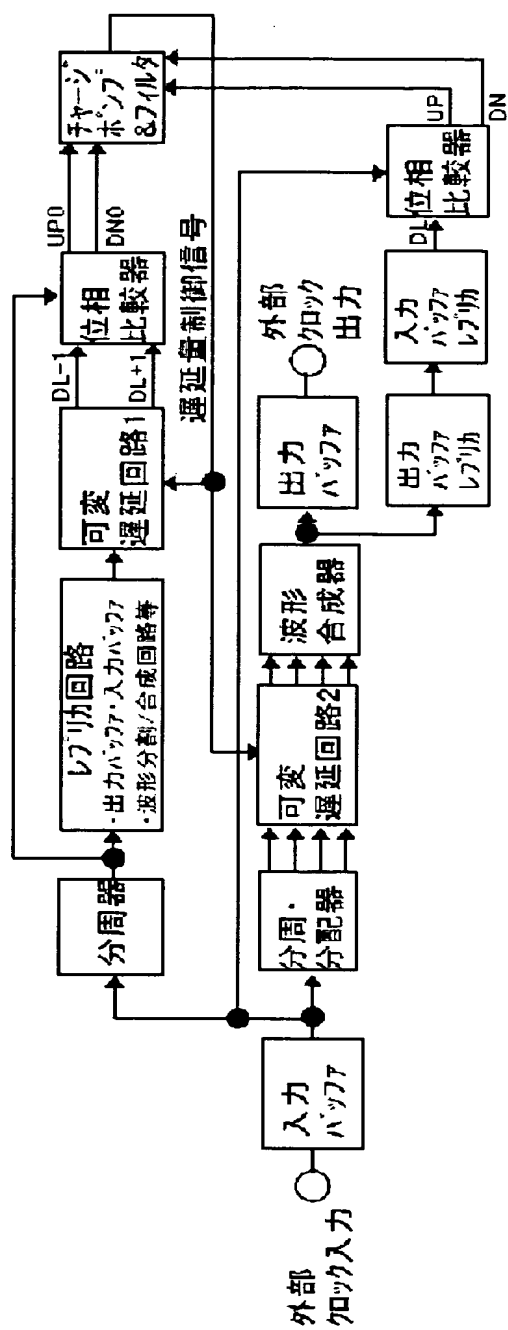 外部
クロック入力
入力
バッファ
分周器
分周・
分配器
レプリカ回路
・出力バッファ・入力バッファ
・波形分割/合成回路等
可変
遅延回路1
DL-1
DL+1
位相
比較器
UP0
DN0
チャージ
ポンプ
&フィルタ
遅延量制御信号
可変
遅延回路2
波形
合成器
出力
バッファ
外部
クロック
出力
出力
バッファ
レプリカ
入力
バッファ
レプリカ
DL
位相
比較器
UP
DN